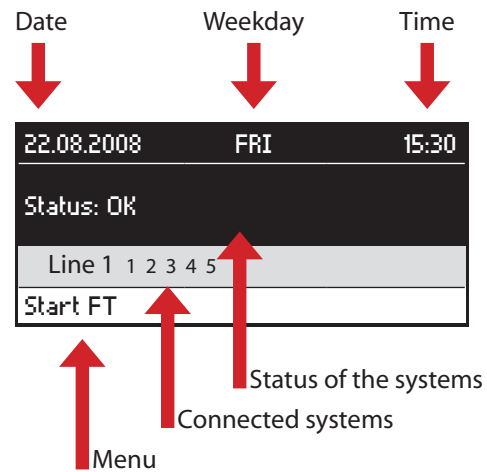 Date Weekday Time
22.08.2008 FRI 15:30
Status: OK
Line 1 1 2 3 4 5
Start FT
Status of the systems
Connected systems
Menu